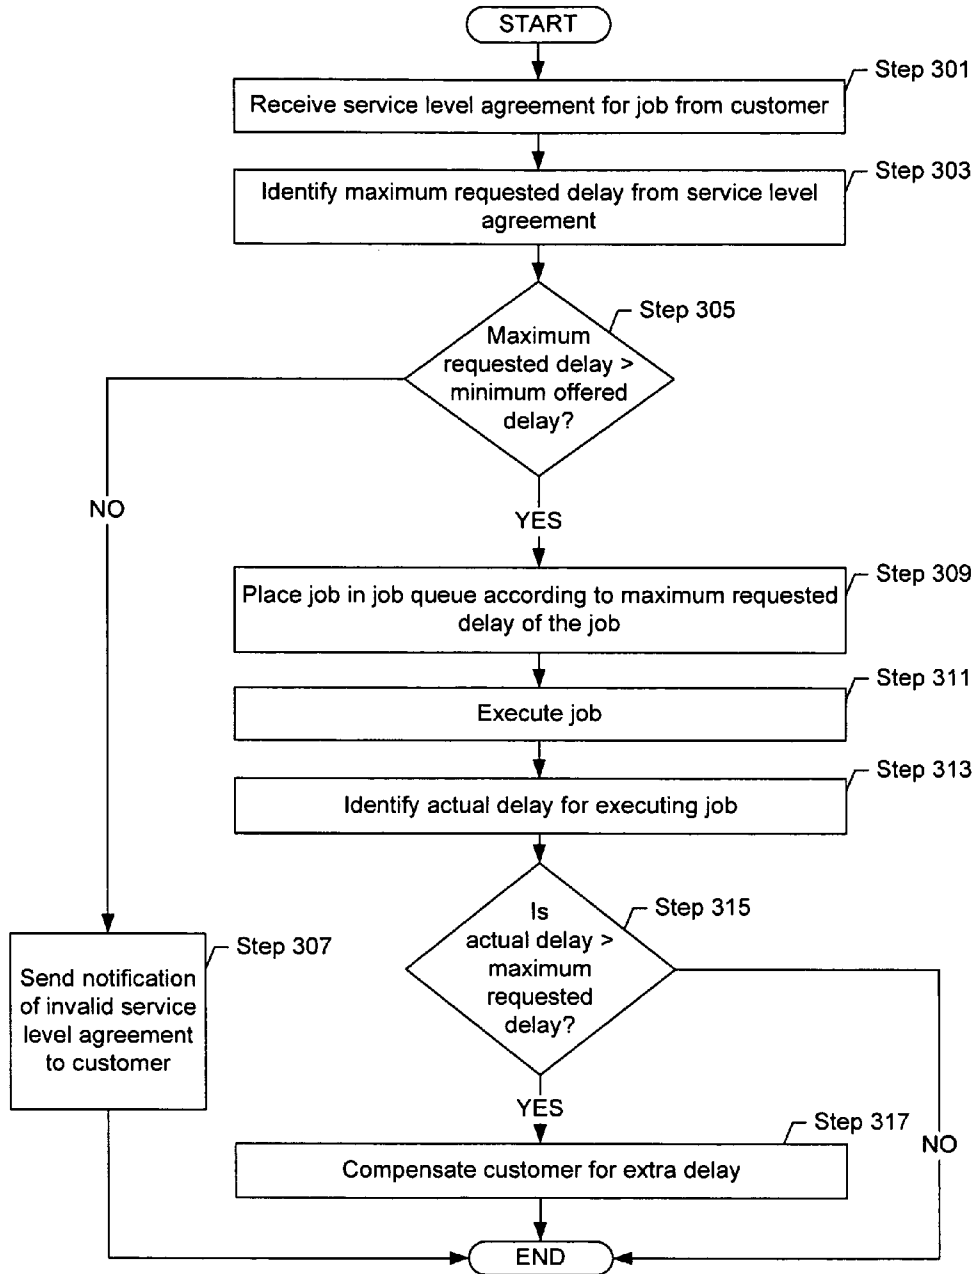 START
Step 301
Receive service level agreement for job from customer
Step 303
Identify maximum requested delay from service level
agreement
Step 305
Maximum
requested delay >
minimum offered
delay?
NO
YES
Step 309
Place job in job queue according to maximum requested
delay of the job
Step 311
Execute job
Step 313
Identify actual delay for executing job
Step 315
Is
actual delay >
maximum
requested
delay?
Step 307
Send notification
of invalid service
level agreement
to customer
YES
Step 317
NO
Compensate customer for extra delay
END